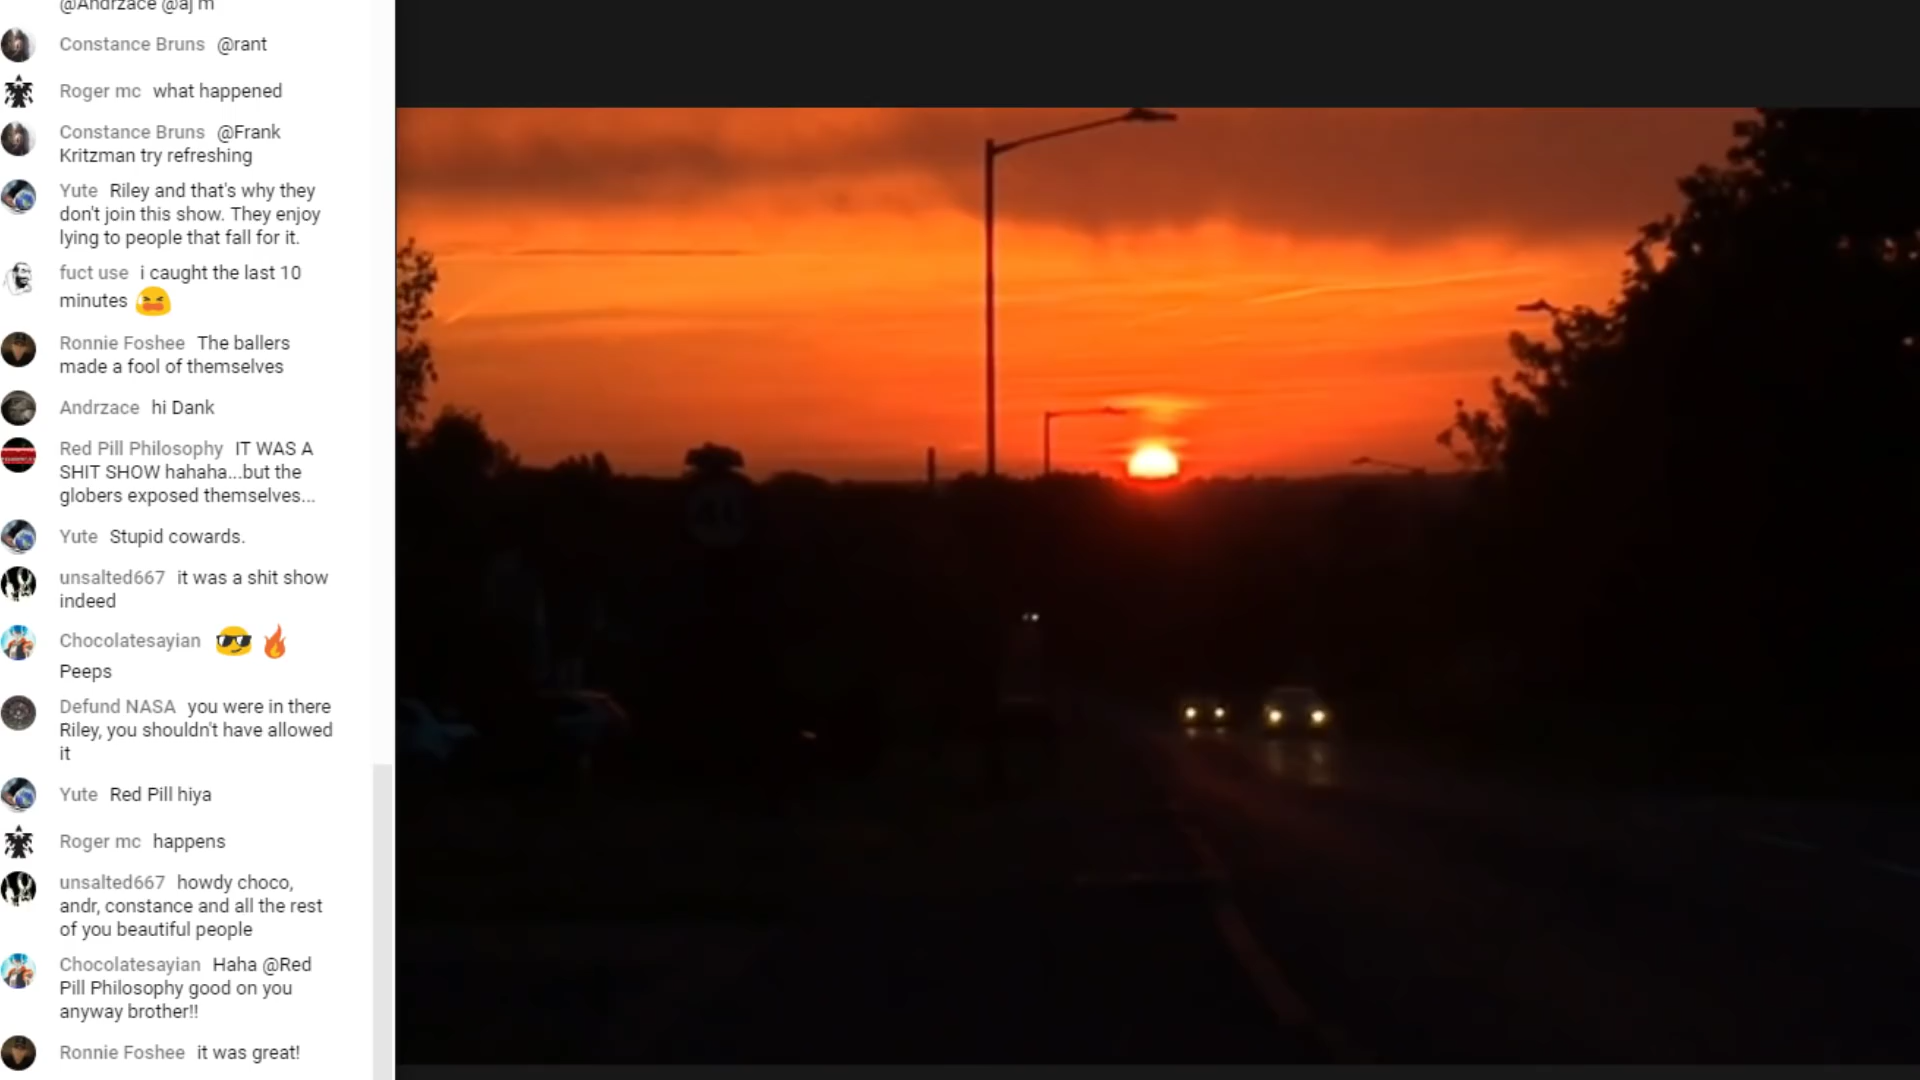 @Andrzace @aj m
Constance Bruns @rant
Roger mc what happened
Constance Bruns @Frank
Kritzman try refreshing
Yute Riley and that's why they
don't join this show. They enjoy
lying to people that fall for it.
fuct use i caught the last 10
minutes
Ronnie Foshee The ballers
made a fool of themselves
Andrzace hi Dank
Red Pill Philosophy IT WAS A
SHIT SHOW hahaha...but the
globers exposed themselves...
Yute Stupid cowards.
unsalted667 it was a shit show
indeed
Chocolatesayian
Peeps
Defund NASA you were in there
Riley, you shouldn't have allowed
it
Yute Red Pill hiya
Roger mc happens
unsalted667 howdy choco,
andr, constance and all the rest
of you beautiful people
Chocolatesayian Haha @Red
Pill Philosophy good on you
anyway brother!!
Ronnie Foshee it was great!